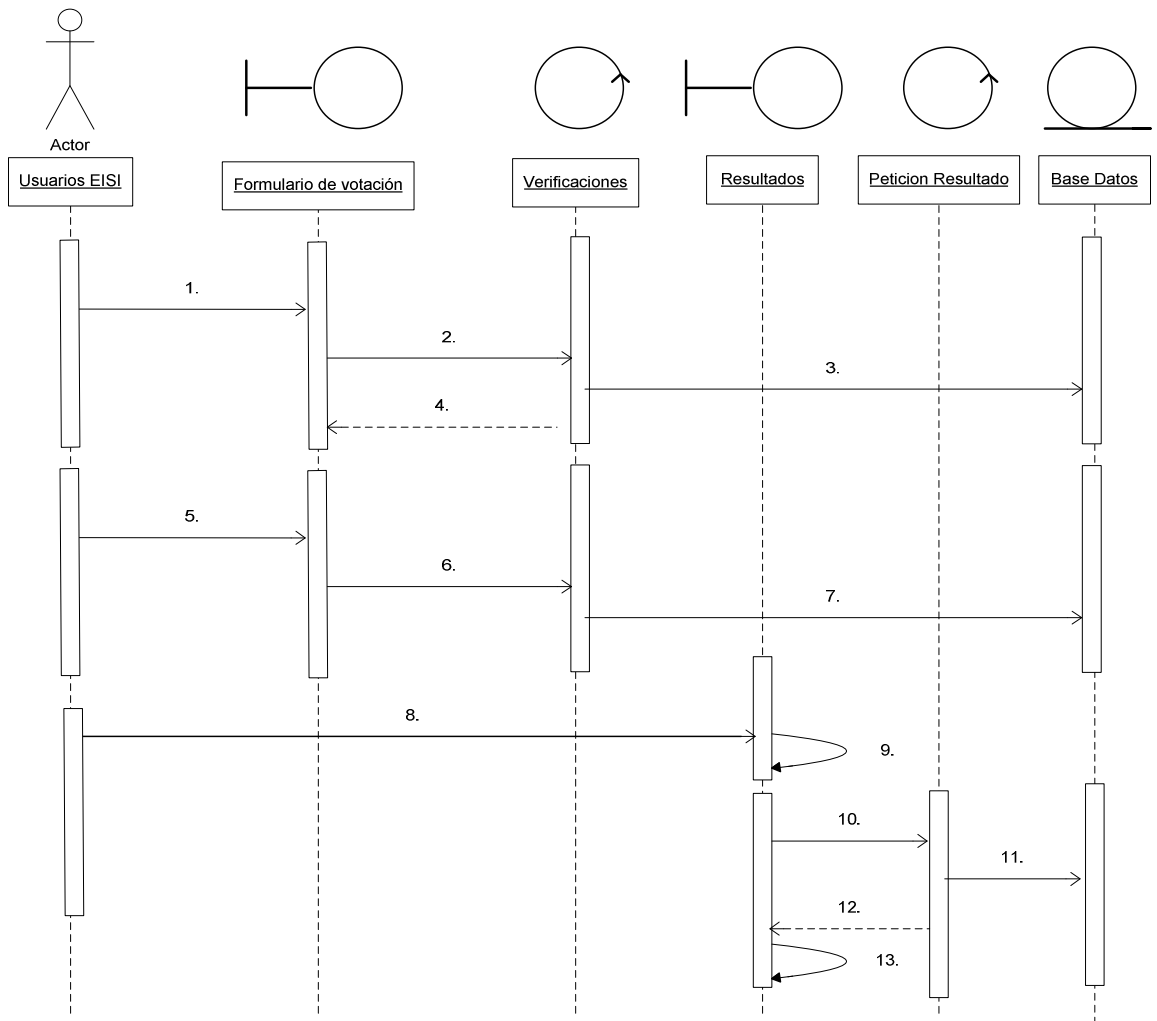 Actor
Usuarios EISI
Formulario de votación
Verificaciones
Resultados
Peticion Resultado
Base Datos
1.
2.
3.
4.
5.
6.
7.
8.
9.
10.
11.
12.
13.